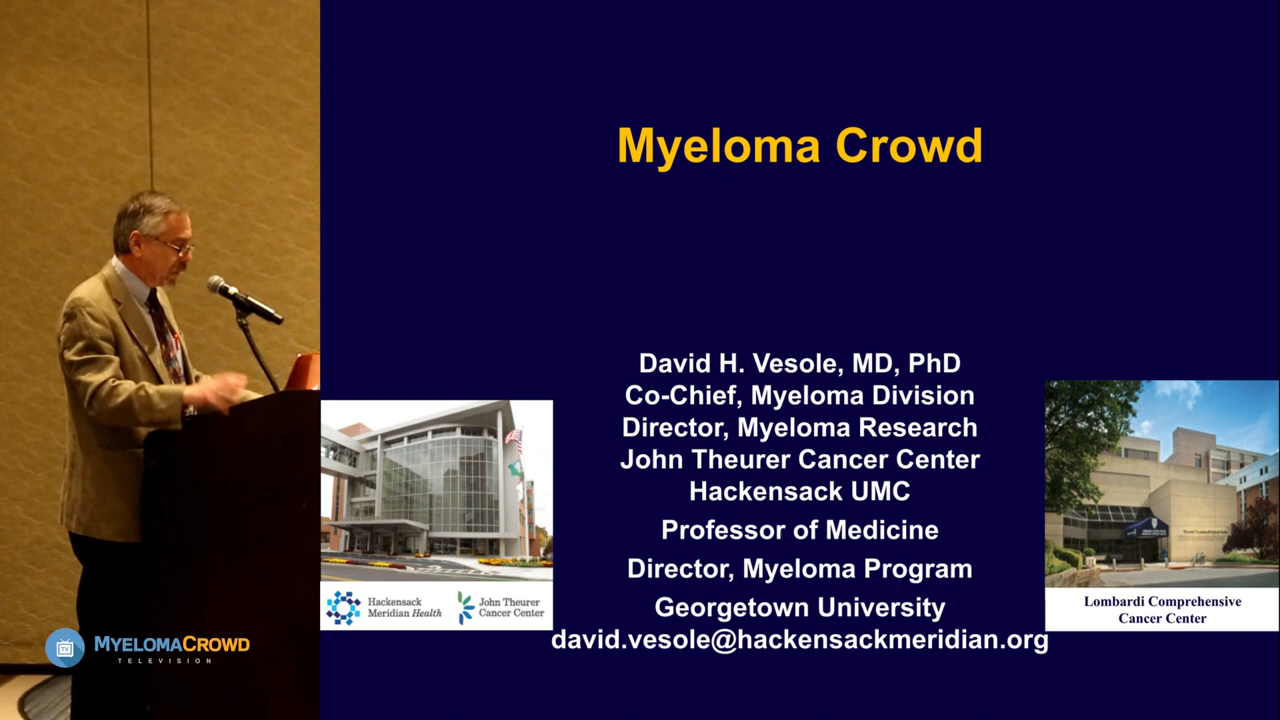 Myeloma Crowd
David H. Vesole, MD, PhD
Co-Chief, Myeloma Division
Director, Myeloma Research
John Theurer Cancer Center
Hackensack UMC
Professor of Medicine
Director, Myeloma Program
Georgetown University
david.vesole@hackensackmeridian.org
Hackensack
Meridian Health
John Theurer
Cancer Center
Lombardi Comprehensive
Cancer Center
TV
MYELOMACROWD
TELEVISION